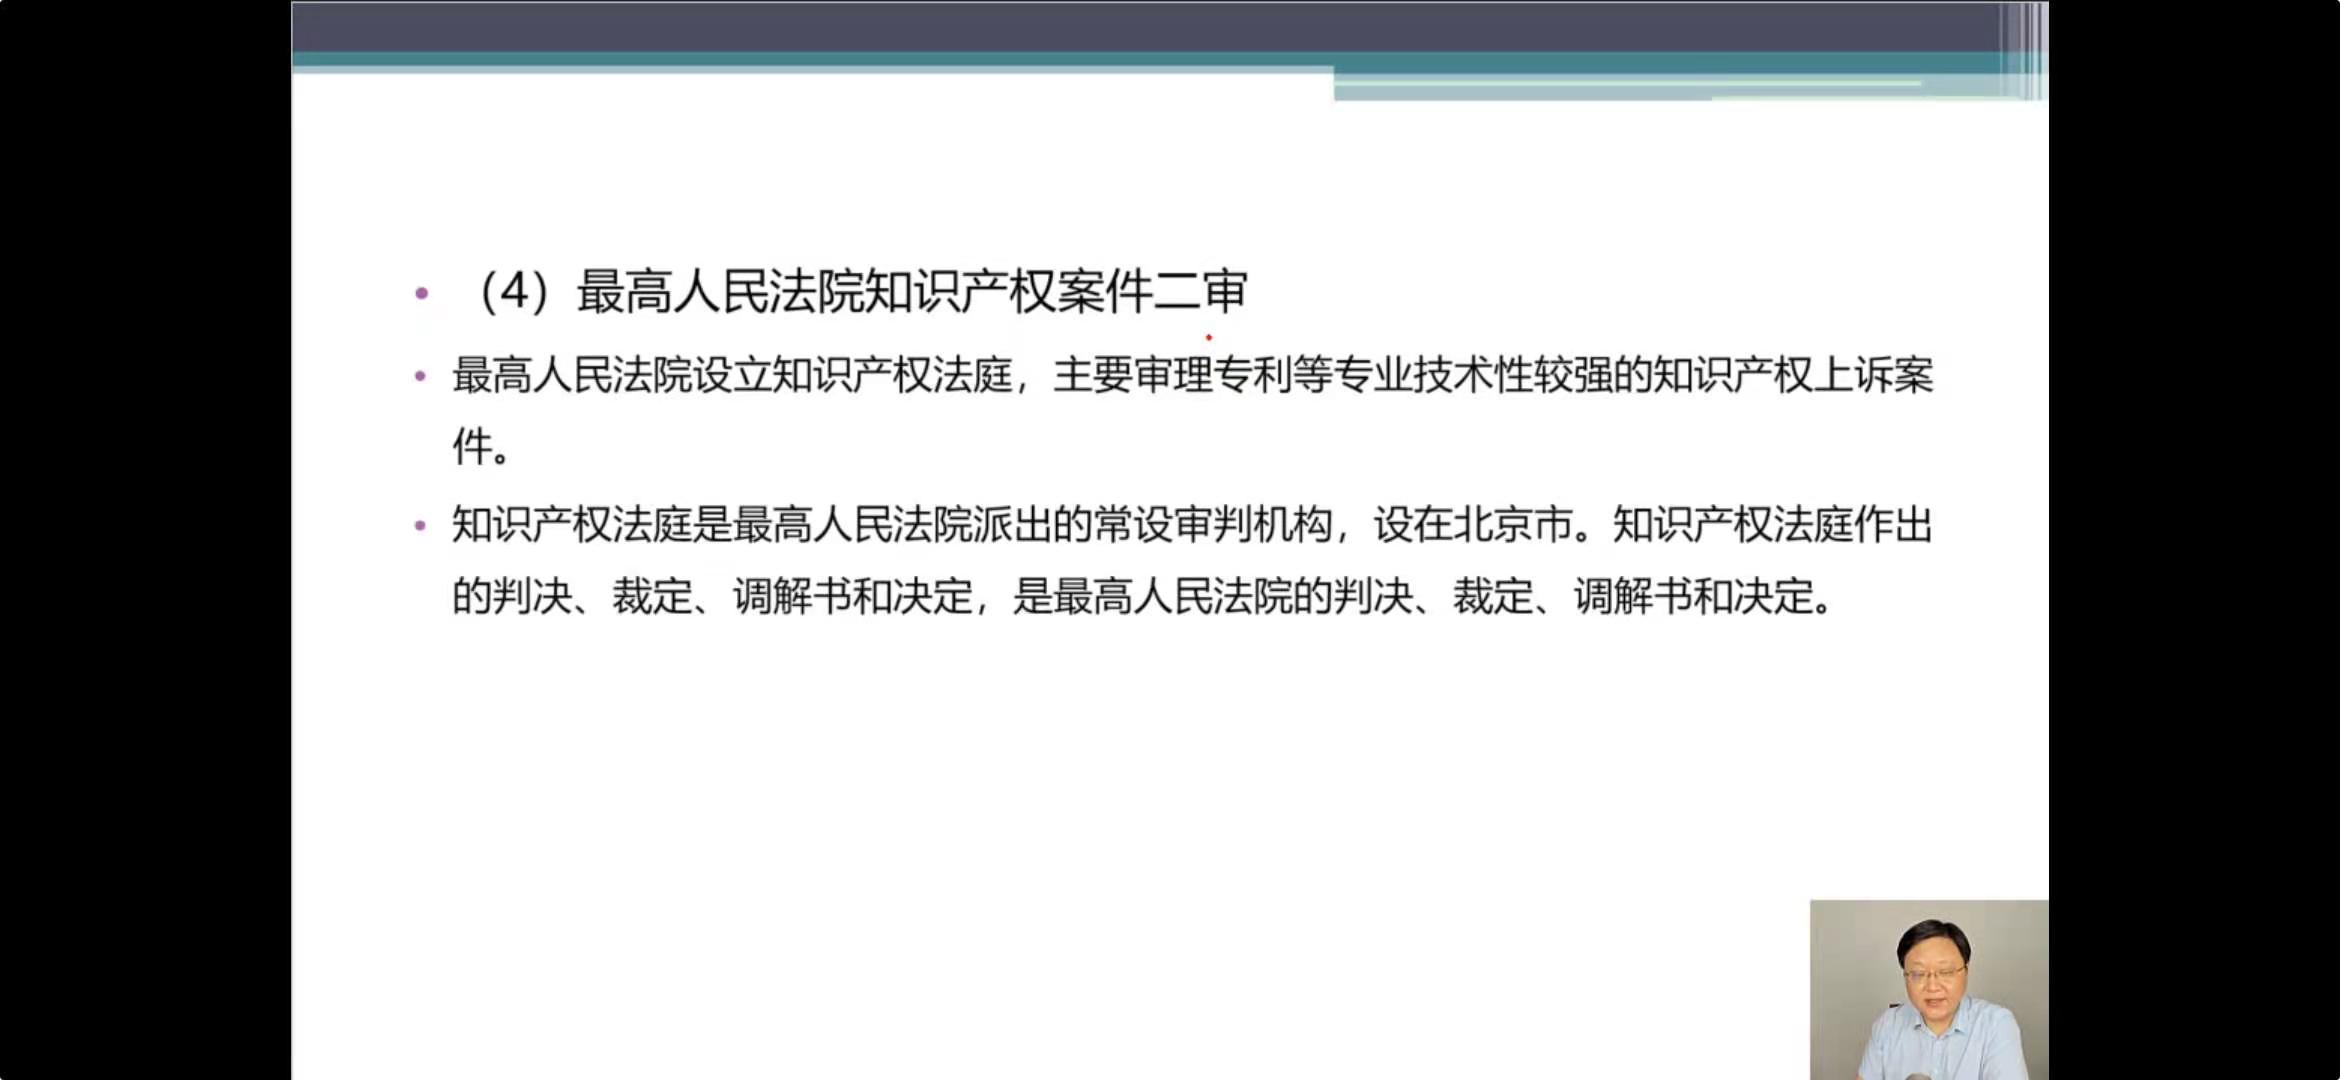 （4）最高人民法院知识产权案件二审
最高人民法院设立知识产权法庭，主要审理专利等专业技术性较强的知识产权上诉案
件。
知识产权法庭是最高人民法院派出的常设审判机构，设在北京市。知识产权法庭作出
的判决、裁定、调解书和决定，是最高人民法院的判决、裁定、调解书和决定。